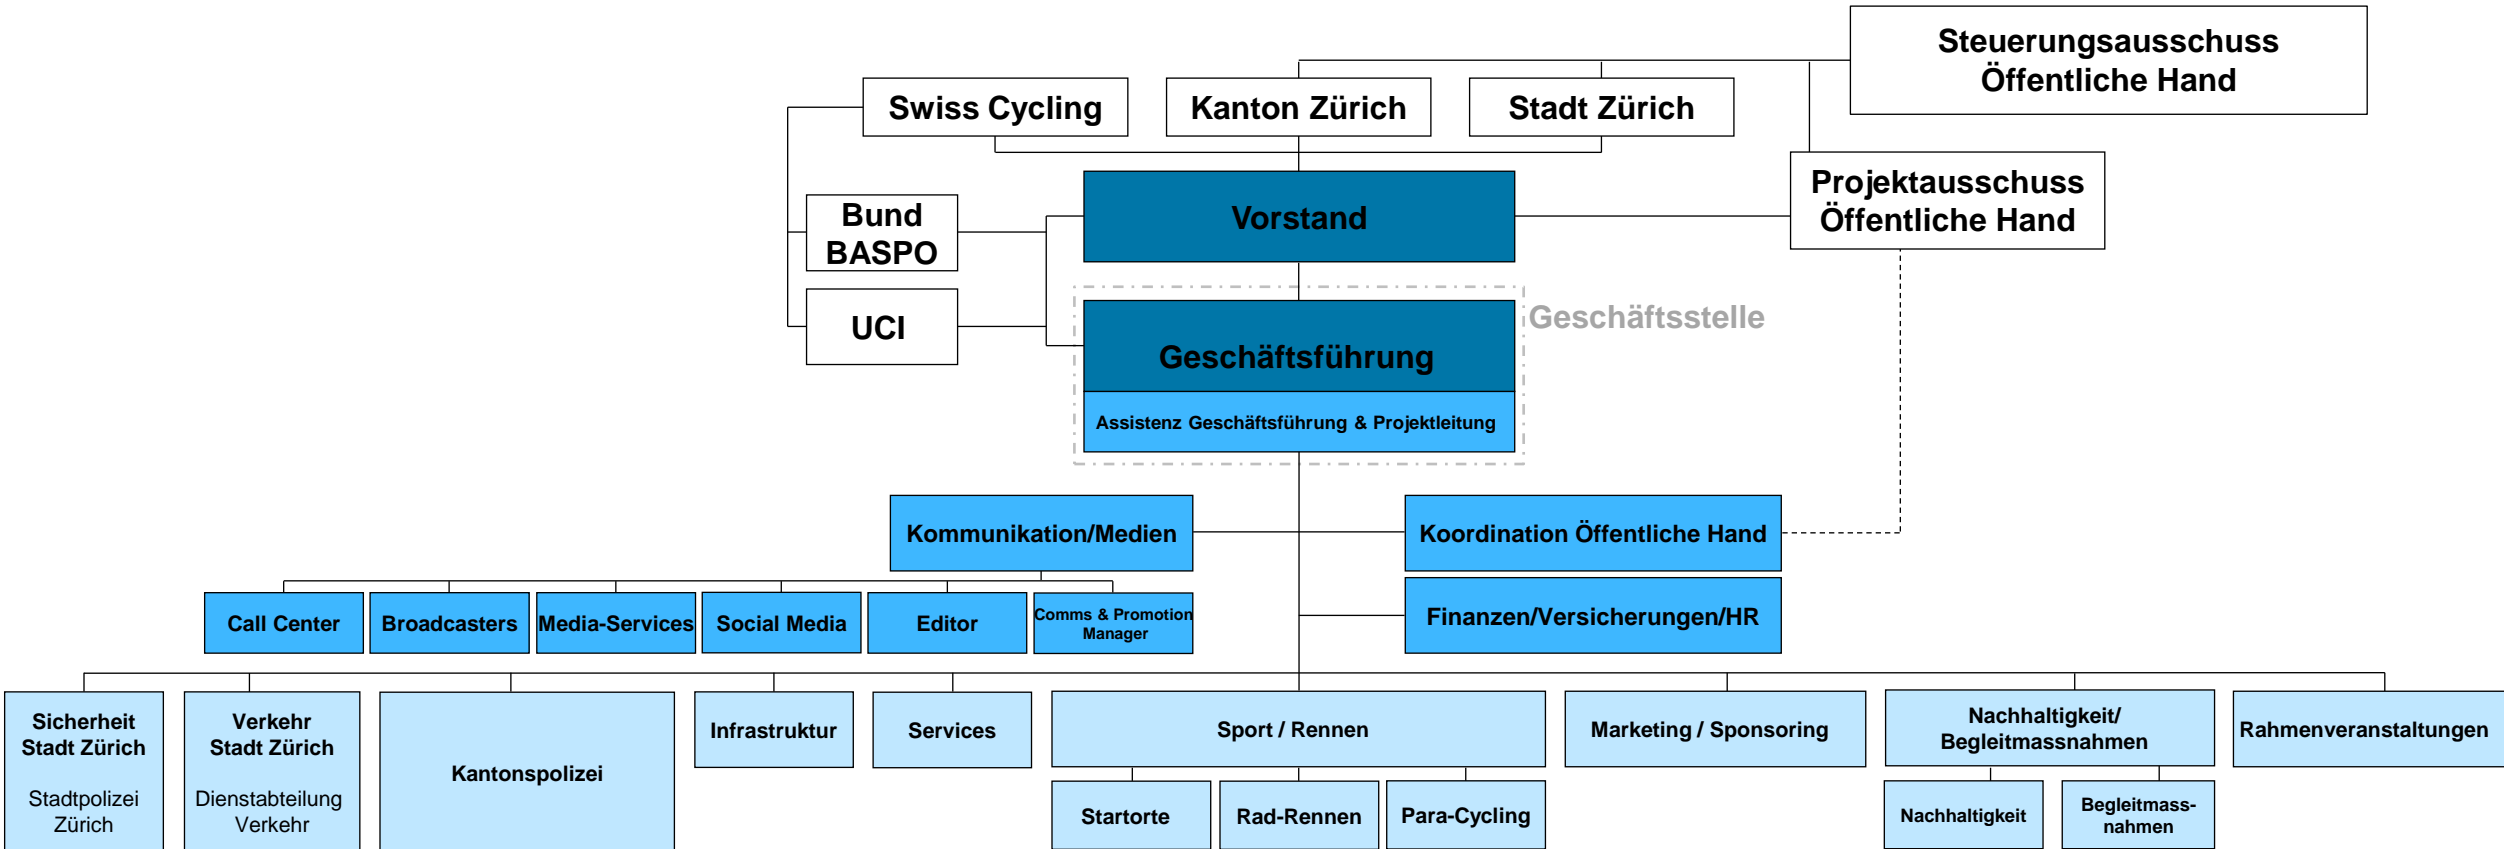 Steuerungsausschuss
Öffentliche Hand
Swiss Cycling
Kanton Zürich
Stadt Zürich
Projektausschuss
Öffentliche Hand
Bund
BASPO
Vorstand
UCI
Geschäftsstelle
Geschäftsführung
Assistenz Geschäftsführung & Projektleitung
Kommunikation/Medien
Koordination Öffentliche Hand
Call Center
Broadcasters
Media-Services
Social Media
Editor
Comms & Promotion
Manager
Finanzen/Versicherungen/HR
Sicherheit
Stadt Zürich
Stadtpolizei
Zürich
Verkehr
Stadt Zürich
Dienstabteilung
Verkehr
Kantonspolizei
Infrastruktur
Services
Sport / Rennen
Marketing / Sponsoring
Nachhaltigkeit/
Begleitmassnahmen
Rahmenveranstaltungen
Startorte
Rad-Rennen
Para-Cycling
Nachhaltigkeit
Begleitmass-
nahmen